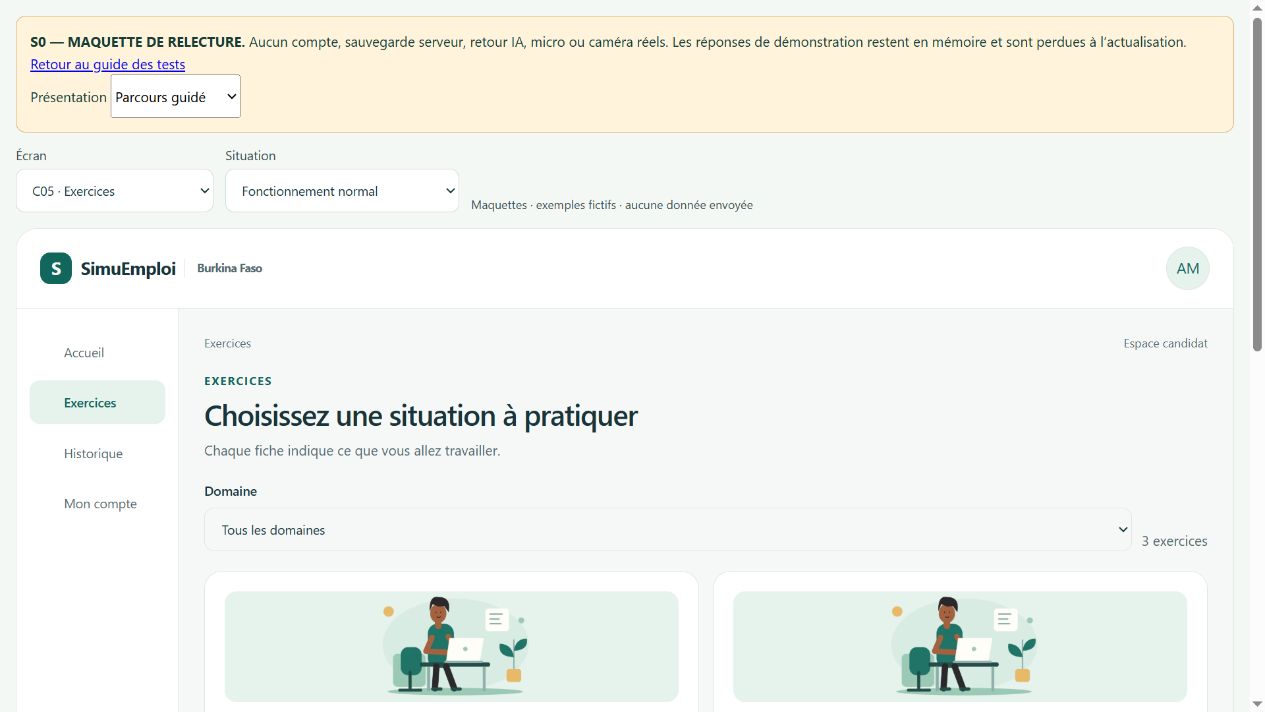 S0 — MAQUETTE DE RELECTURE. Aucun compte, sauvegarde serveur, retour IA, micro ou caméra réels. Les réponses de démonstration restent en mémoire et sont perdues à l’actualisation.
Retour au guide des tests
Présentation Parcours guidé
Écran Situation
C05 · Exercices Fonctionnement normal Maquettes · exemples fictifs · aucune donnée envoyée
S SimuEmploi Burkina Faso AM
Accueil
Exercices
Historique
Mon compte
Exercices Espace candidat
EXERCICES
Choisissez une situation à pratiquer
Chaque fiche indique ce que vous allez travailler.
Domaine
Tous les domaines 3 exercices